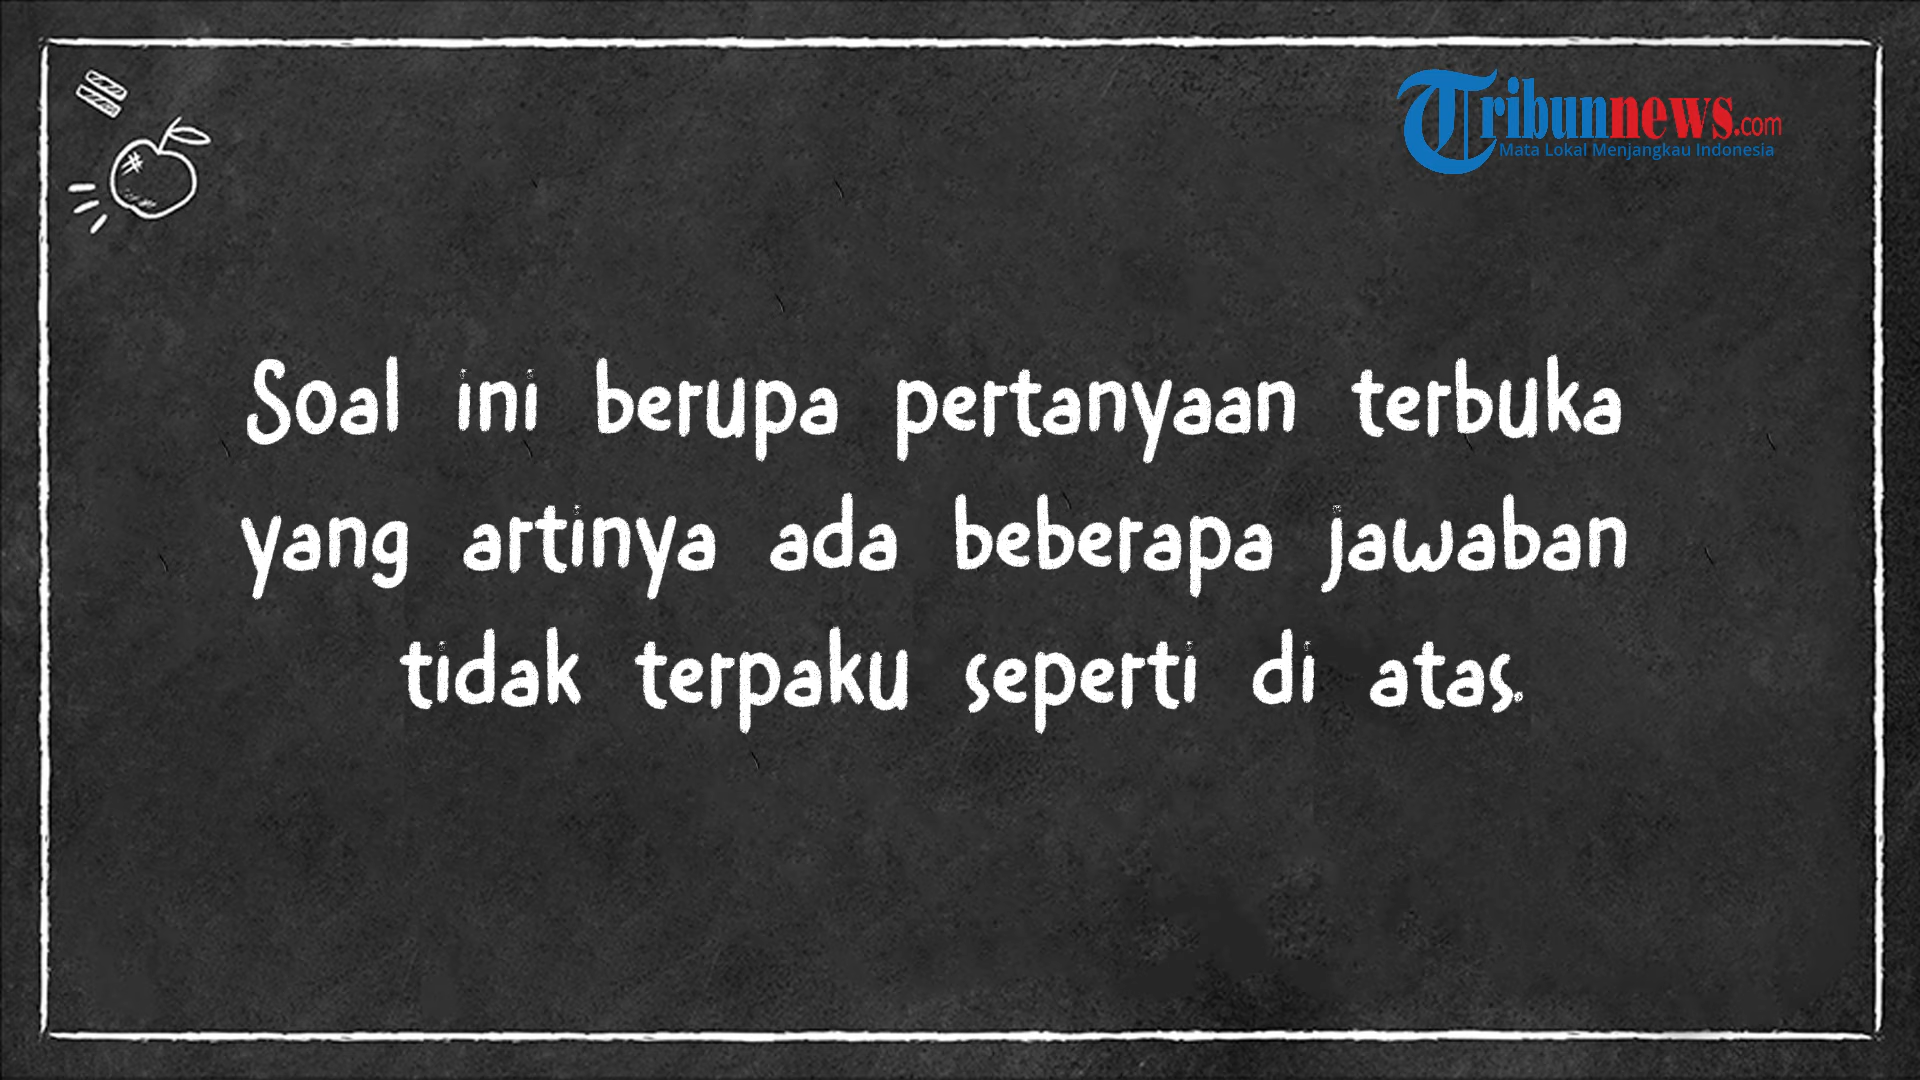 Tribunnews.com
Mata Lokal Menjangkau Indonesia
Soal ini berupa pertanyaan terbuka
yang artinya ada beberapa jawaban
tidak terpaku seperti di atas.